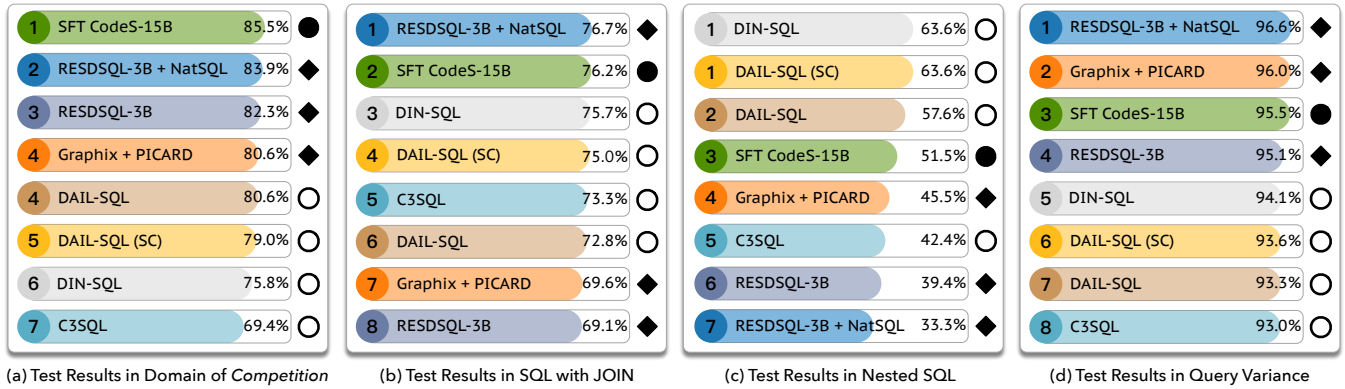 1 SFT CodeS-15B 85.5%
2 RESDSQL-3B + NatSQL 83.9%
3 RESDSQL-3B 82.3%
4 Graphix + PICARD 80.6%
4 DAIL-SQL 80.6%
5 DAIL-SQL (SC) 79.0%
6 DIN-SQL 75.8%
7 C3SQL 69.4%
(a) Test Results in Domain of Competition
1 RESDSQL-3B + NatSQL 76.7%
2 SFT CodeS-15B 76.2%
3 DIN-SQL 75.7%
4 DAIL-SQL (SC) 75.0%
5 C3SQL 73.3%
6 DAIL-SQL 72.8%
7 Graphix + PICARD 69.6%
8 RESDSQL-3B 69.1%
(b) Test Results in SQL with JOIN
1 DIN-SQL 63.6%
1 DAIL-SQL (SC) 63.6%
2 DAIL-SQL 57.6%
3 SFT CodeS-15B 51.5%
4 Graphix + PICARD 45.5%
5 C3SQL 42.4%
6 RESDSQL-3B 39.4%
7 RESDSQL-3B + NatSQL 33.3%
(c) Test Results in Nested SQL
1 RESDSQL-3B + NatSQL 96.6%
2 Graphix + PICARD 96.0%
3 SFT CodeS-15B 95.5%
4 RESDSQL-3B 95.1%
5 DIN-SQL 94.1%
6 DAIL-SQL (SC) 93.6%
7 DAIL-SQL 93.3%
8 C3SQL 93.0%
(d) Test Results in Query Variance